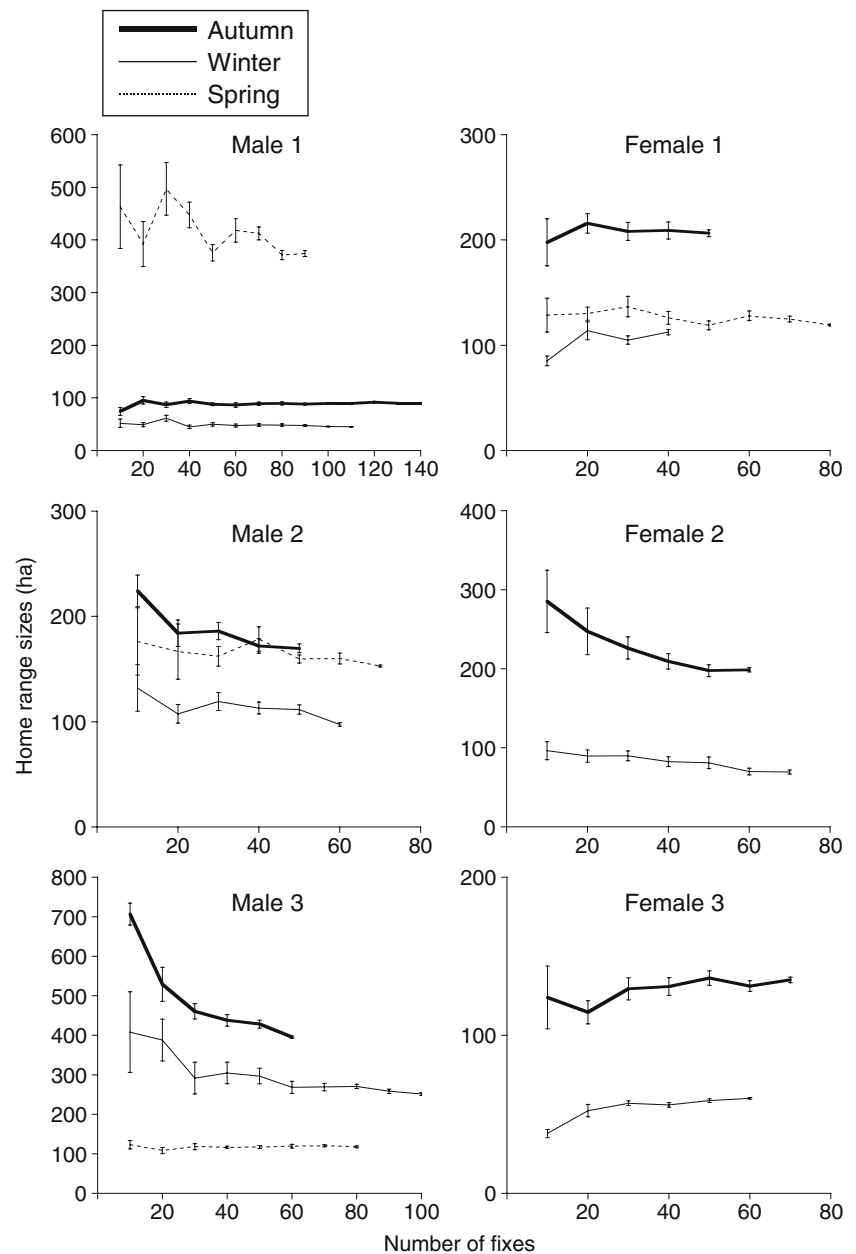 Autumn
Winter
Spring
Male 1
600
500
400
300
200
100
0
20 40 60 80 100 120 140
Female 1
300
200
100
0
20 40 60 80
Male 2
300
200
100
0
20 40 60 80
Female 2
400
300
200
100
0
20 40 60 80
Male 3
800
700
600
500
400
300
200
100
0
20 40 60 80 100
Female 3
200
100
0
20 40 60 80
Home range sizes (ha)
Number of fixes